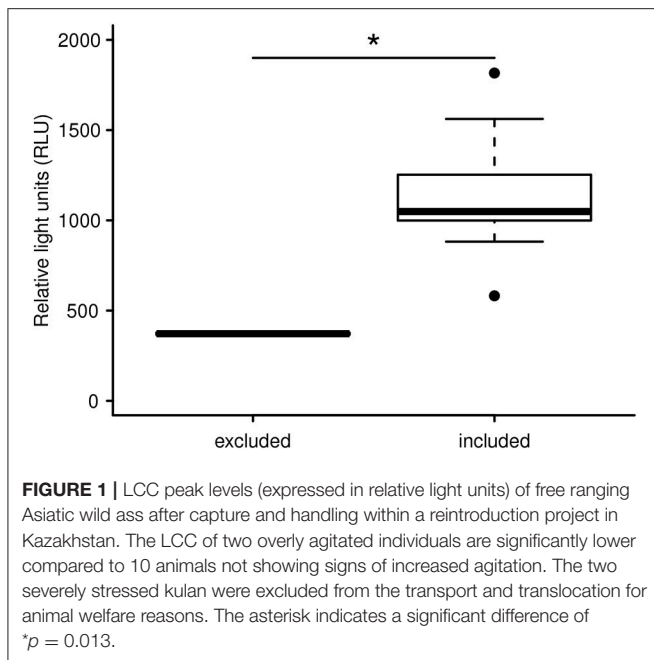 *
2000
1500
1000
500
0
Relative light units (RLU)
excluded included
FIGURE 1 | LCC peak levels (expressed in relative light units) of free ranging
Asiatic wild ass after capture and handling within a reintroduction project in
Kazakhstan. The LCC of two overly agitated individuals are significantly lower
compared to 10 animals not showing signs of increased agitation. The two
severely stressed kulan were excluded from the transport and translocation for
animal welfare reasons. The asterisk indicates a significant difference of
*p = 0.013.